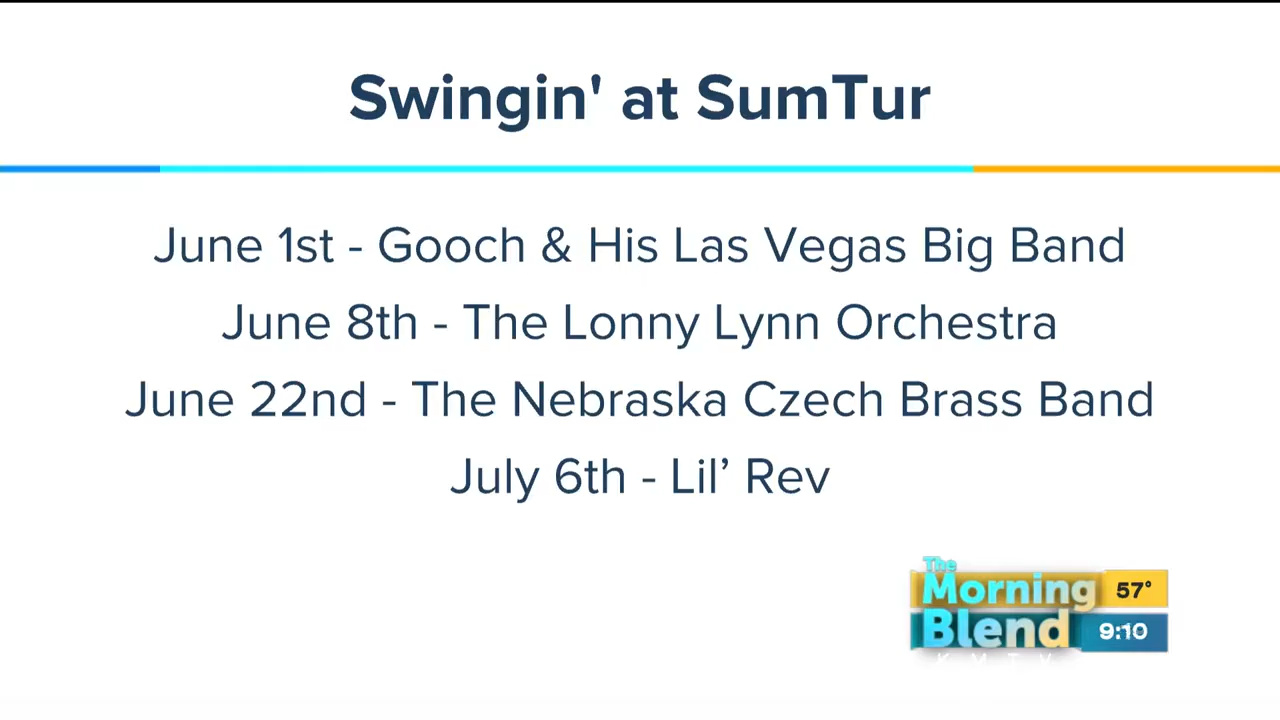 Swingin' at SumTur
June 1st - Gooch & His Las Vegas Big Band
June 8th - The Lonny Lynn Orchestra
June 22nd - The Nebraska Czech Brass Band
July 6th - Lil’ Rev
The
Morning
57°
Blend
9:10
KMTV